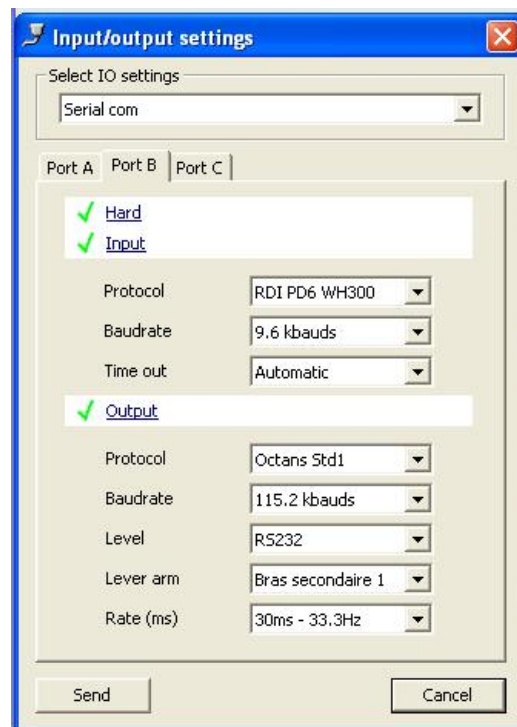 Input/output settings
Select IO settings
Serial com
Port A Port B Port C
Hard
Input
Protocol RDI PD6 WH300
Baudrate 9.6 kbauds
Time out Automatic
Output
Protocol Octans Std1
Baudrate 115.2 kbauds
Level RS232
Lever arm Bras secondaire 1
Rate (ms) 30ms - 33.3Hz
Send Cancel